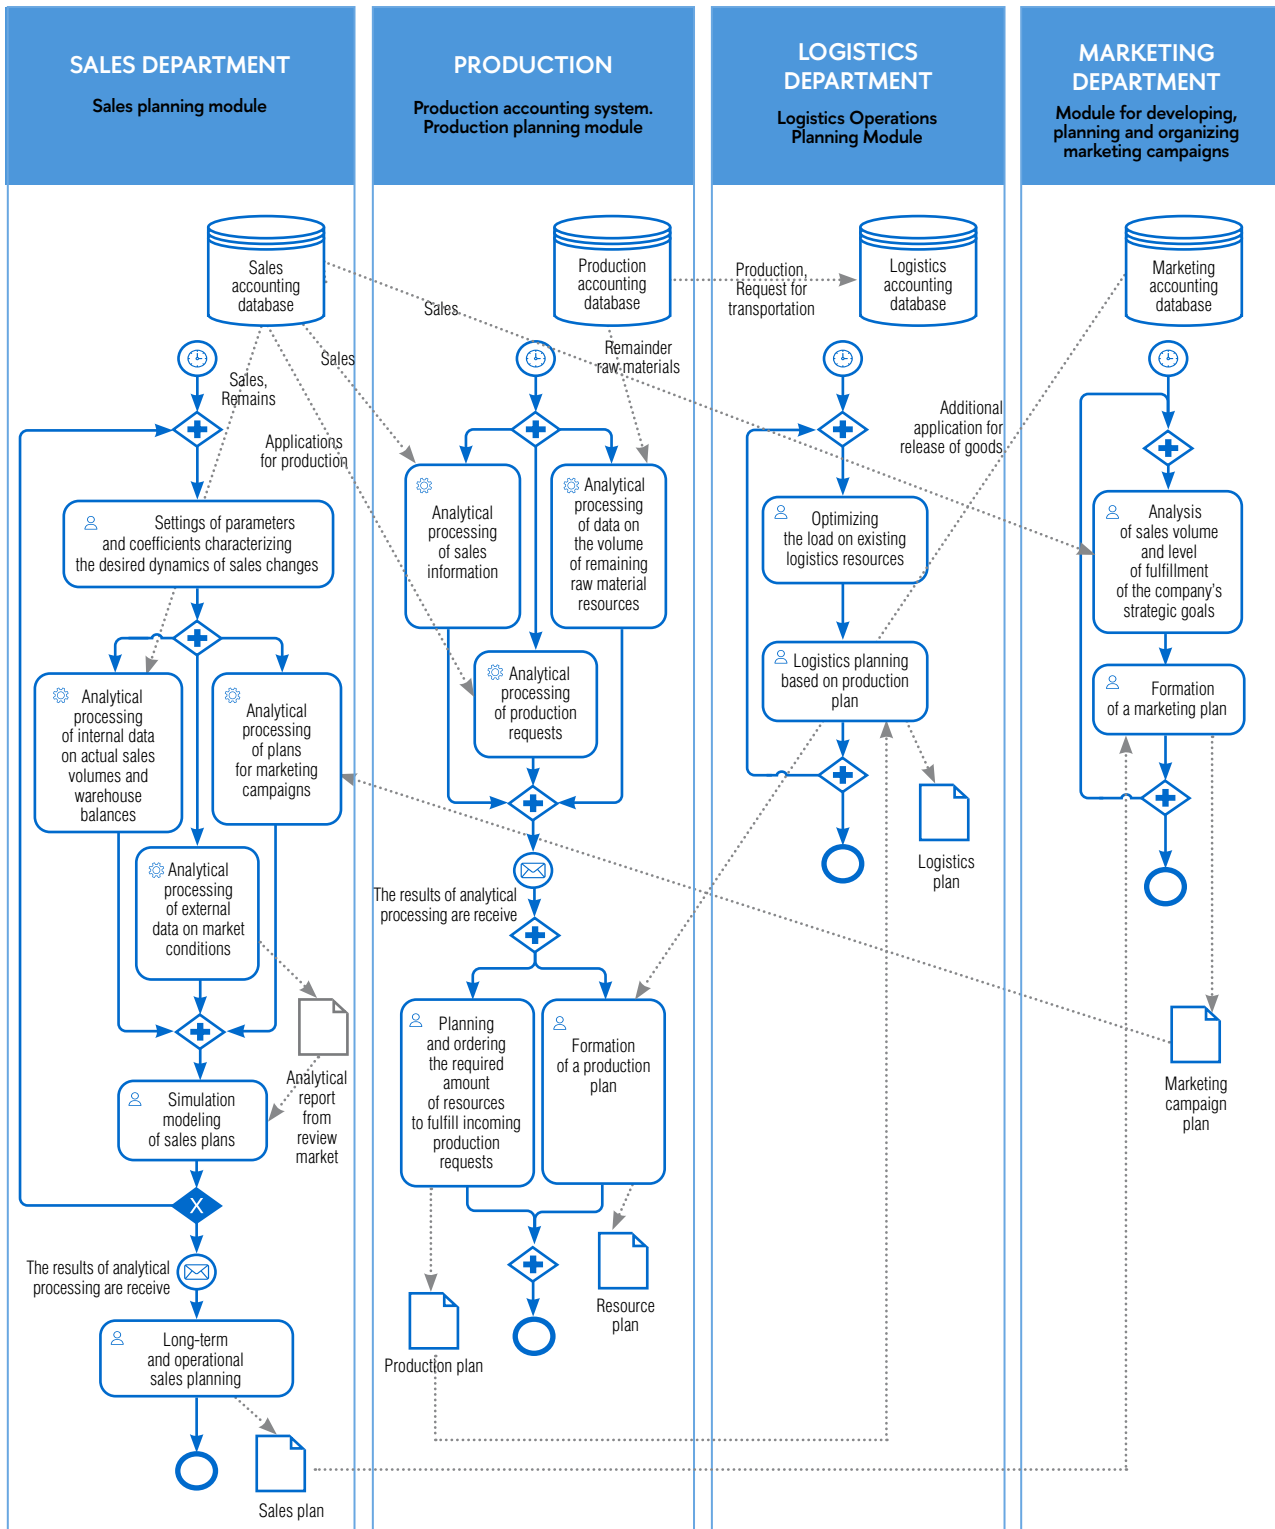 SALES DEPARTMENT
Sales planning module
PRODUCTION
Production accounting system.
Production planning module
LOGISTICS
DEPARTMENT
Logistics Operations
Planning Module
MARKETING
DEPARTMENT
Module for developing,
planning and organizing
marketing campaigns
Sales
accounting
database
Sales,
Remains
Applications
for production
Sales
Settings of parameters
and coefficients characterizing
the desired dynamics of sales changes
Analytical
processing
of internal data
on actual sales
volumes and
warehouse
balances
Analytical
processing
of plans
for marketing
campaigns
Analytical
processing
of external
data on market
conditions
Analytical
report
from
review
market
Simulation
modeling
of sales plans
X
The results of analytical
processing are receive
Long-term
and operational
sales planning
Sales plan
Production
accounting
database
Sales
Remainder
raw materials
Analytical
processing
of sales
information
Analytical
processing
of data on
the volume
of remaining
raw material
resources
Analytical
processing
of production
requests
The results of analytical
processing are receive
Planning
and ordering
the required
amount
of resources
to fulfill incoming
production
requests
Formation
of a production
plan
Production plan
Resource
plan
Production,
Request for
transportation
Logistics
accounting
database
Additional
application for
release of goods
Optimizing
the load on existing
logistics resources
Logistics planning
based on production
plan
Logistics
plan
Marketing
accounting
database
Analysis
of sales volume
and level
of fulfillment
of the company's
strategic goals
Formation
of a marketing plan
Marketing
campaign
plan